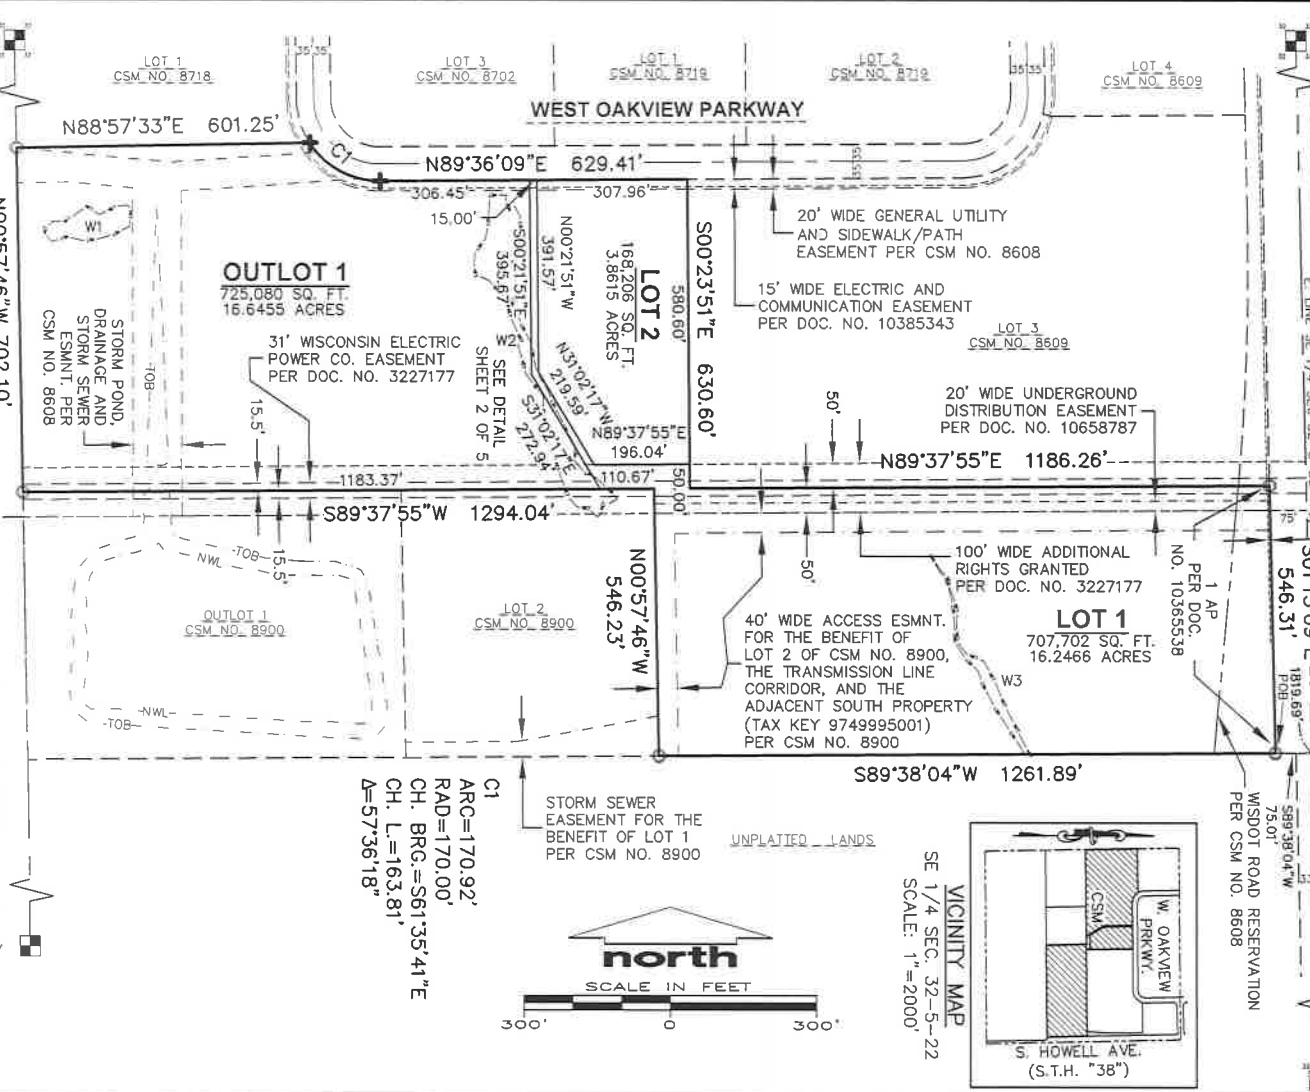 LOT 1
CSM NO. 8718
35' 35'
LOT 3
CSM NO. 8702
LOT 1
CSM NO. 8719
LOT 2
CSM NO. 8719
35' 35'
LOT 4
CSM NO. 8609
WEST OAKVIEW PARKWAY
N88°57'33"E 601.25'
C1
N89°36'09"E 629.41'
35' 35'
306.45'
307.96'
15.00'
20' WIDE GENERAL UTILITY
AND SIDEWALK/PATH
EASEMENT PER CSM NO. 8608
15' WIDE ELECTRIC AND
COMMUNICATION EASEMENT
PER DOC. NO. 10385343
LOT 3
CSM NO. 8609
W1
OUTLOT 1
725,080 SQ. FT.
16.6455 ACRES
S00°21'51"E
395.67'
N00°21'51"W
391.57'
LOT 2
168,206 SQ. FT.
3.8615 ACRES
580.60'
S00°23'51"E 630.60'
N00°57'46"W 702.10'
STORM POND,
DRAINAGE AND
STORM SEWER
ESMNT. PER
CSM NO. 8608
-TOB-
31' WISCONSIN ELECTRIC
POWER CO. EASEMENT
PER DOC. NO. 3227177
W2
SEE DETAIL
SHEET 2 OF 5
N31°02'17"W
219.59'
S31°02'17"E
272.94'
N89°37'55"E
196.04'
20' WIDE UNDERGROUND
DISTRIBUTION EASEMENT
PER DOC. NO. 10658787
15.5'
50'
N89°37'55"E 1186.26'
1183.37'
110.67'
50.00'
S89°37'55"W 1294.04'
15.5'
50'
75'
-TOB-
NWL
OUTLOT 1
CSM NO. 8900
LOT 2
CSM NO. 8900
-NWL-
-TOB-
N00°57'46"W
546.23'
100' WIDE ADDITIONAL
RIGHTS GRANTED
PER DOC. NO. 3227177
40' WIDE ACCESS ESMNT.
FOR THE BENEFIT OF
LOT 2 OF CSM NO. 8900,
THE TRANSMISSION LINE
CORRIDOR, AND THE
ADJACENT SOUTH PROPERTY
(TAX KEY 9749995001)
PER CSM NO. 8900
LOT 1
707,702 SQ. FT.
16.2466 ACRES
W3
1 AP
PER DOC.
NO. 10365538
546.31'
1819.69'
POB
S89°38'04"W 1261.89'
S89°38'04"W
75.01'
WISDOT ROAD RESERVATION
PER CSM NO. 8608
C1
ARC=170.92'
RAD=170.00'
CH. BRG.=S61°35'41"E
CH. L.=163.81'
Δ=57°36'18"
STORM SEWER
EASEMENT FOR THE
BENEFIT OF LOT 1
PER CSM NO. 8900
UNPLATTED LANDS
north
SCALE IN FEET
300' 0 300'
VICINITY MAP
SE 1/4 SEC. 32-5-22
SCALE: 1"=2000'
CSM
W. OAKVIEW
PRKWY.
S. HOWELL AVE.
(S.T.H. "38")